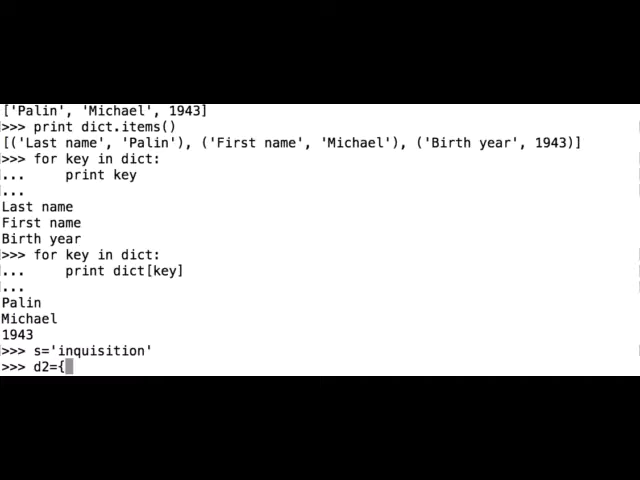 ['Palin', 'Michael', 1943]
>>> print dict.items()
[('Last name', 'Palin'), ('First name', 'Michael'), ('Birth year', 1943)]
>>> for key in dict:
...     print key
...
Last name
First name
Birth year
>>> for key in dict:
...     print dict[key]
...
Palin
Michael
1943
>>> s='inquisition'
>>> d2={